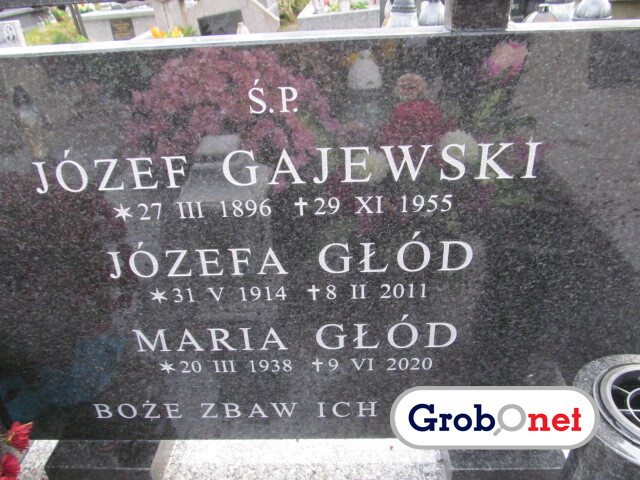 Ś.P.
JÓZEF GAJEWSKI
✶27 III 1896 ✝29 XI 1955
JÓZEFA GŁÓD
✶31 V 1914 ✝8 II 2011
MARIA GŁÓD
✶20 III 1938 ✝9 VI 2020
BOŻE ZBAW ICH
Grobonet